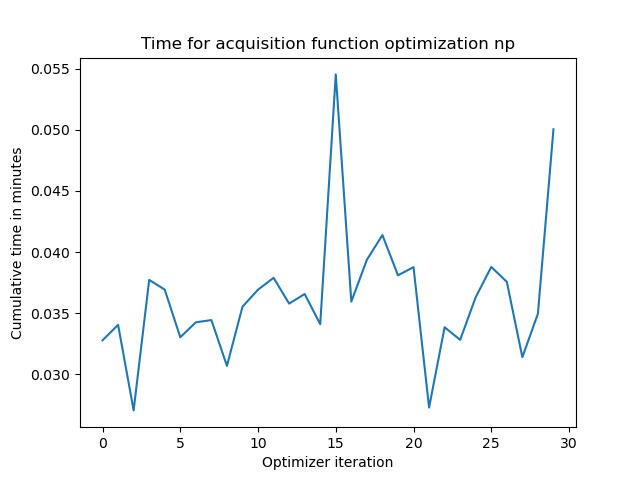 Time for acquisition function optimization np
0.055
0.050
0.045
0.040
0.035
0.030
Cumulative time in minutes
0 5 10 15 20 25 30
Optimizer iteration